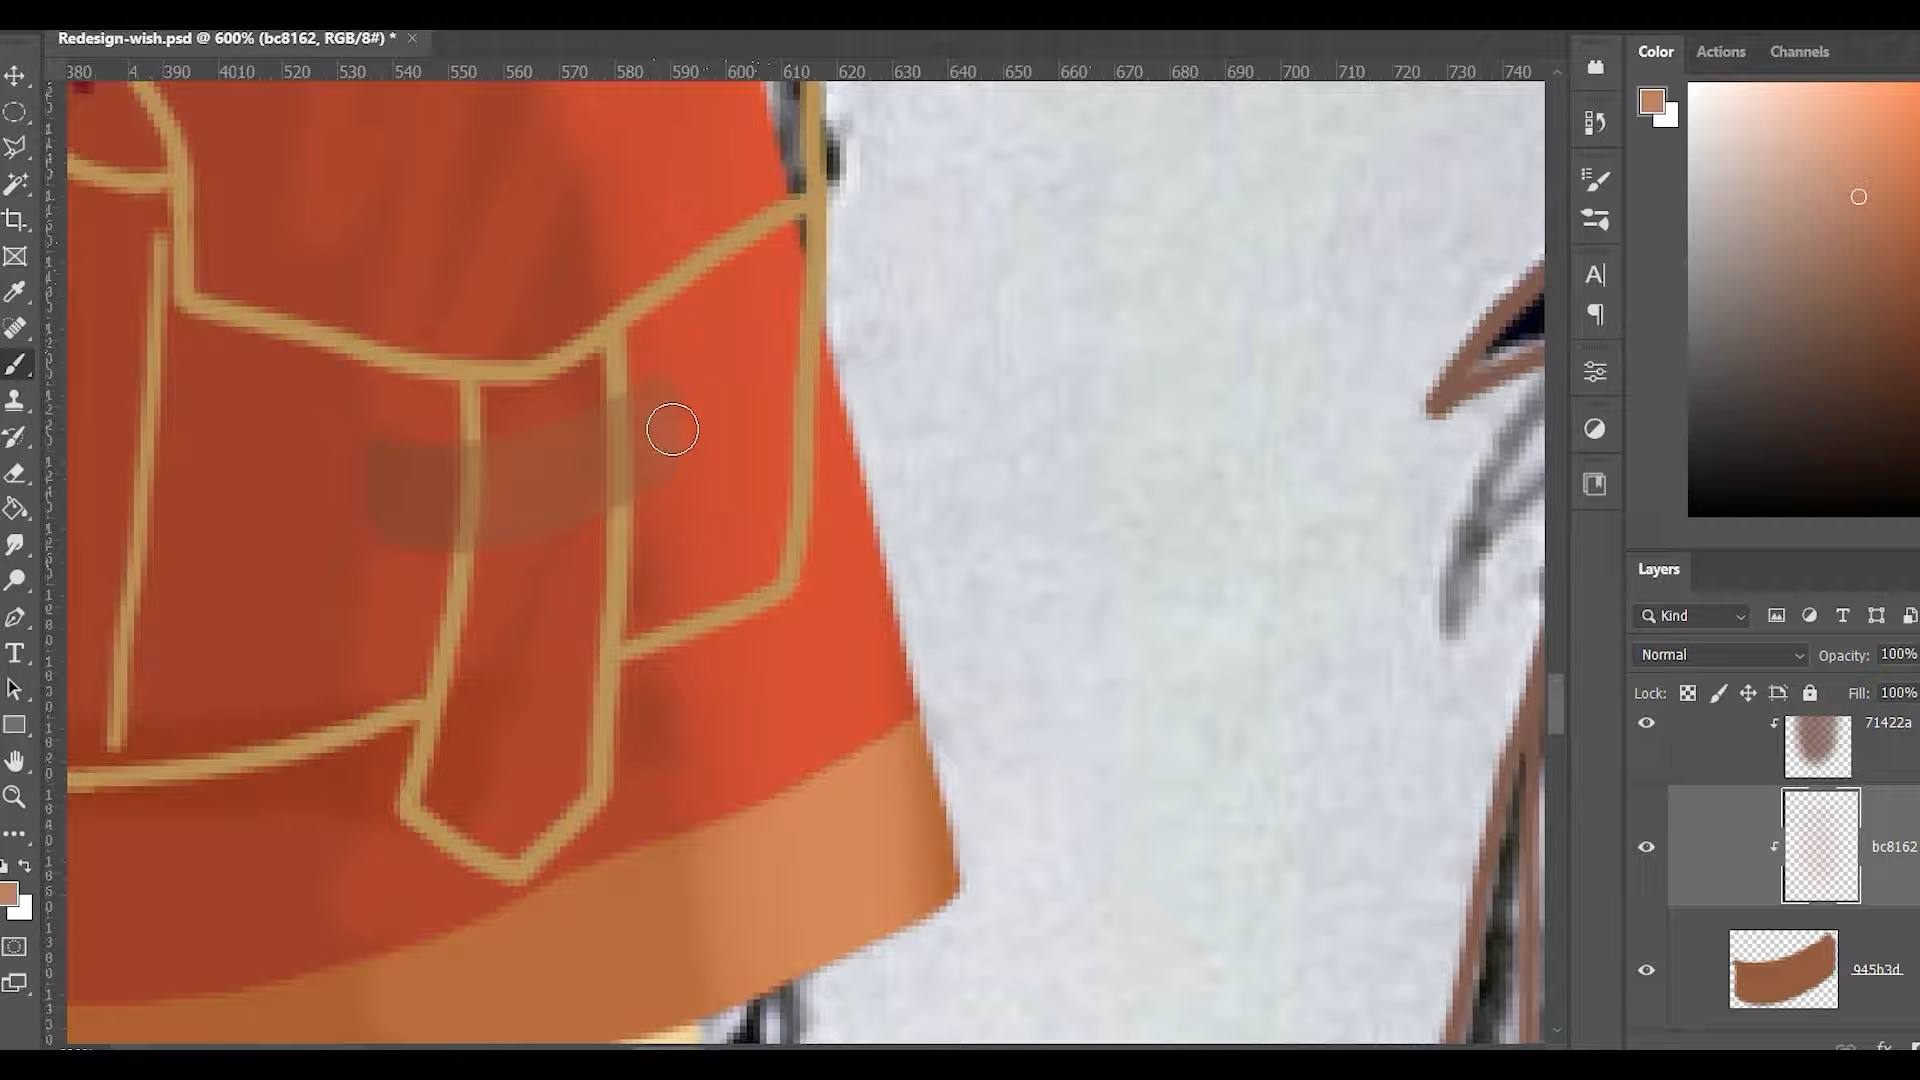 Redesign-wish.psd @ 600% (bc8162, RGB/8#) * ×
380 4 390 4010 520 530 540 550 560 570 580 590 600 610 620 630 640 650 660 670 680 690 700 710 720 730 740
Color Actions Channels
Layers
Kind
Normal Opacity: 100%
Lock: Fill: 100%
71422a
bc8162
945b3d
fx